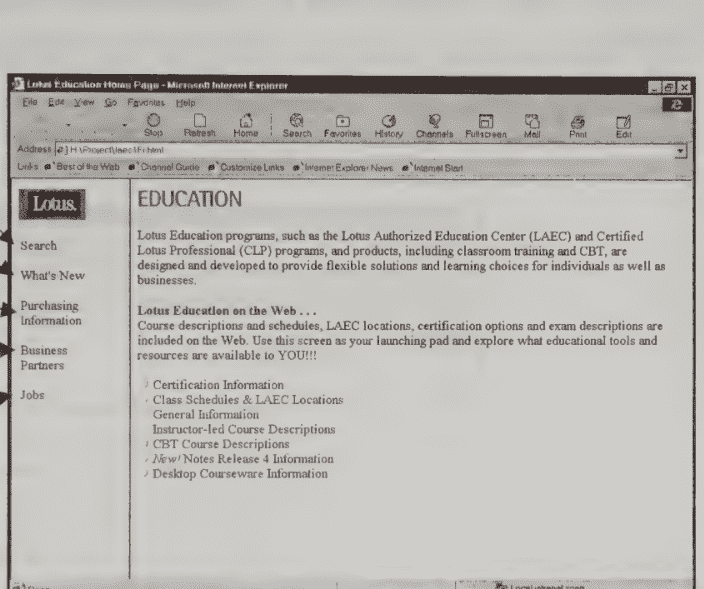 Lotus Education Home Page - Microsoft Internet Explorer
File Edit View Go Favorites Help
Stop Refresh Home Search Favorites History Channels Fullscreen Mail Print Edit
Address
Links Best of the Web Channel Guide Customize Links Internet Explorer News Internet Start
Lotus.
Search
What's New
Purchasing
Information
Business
Partners
Jobs
EDUCATION
Lotus Education programs, such as the Lotus Authorized Education Center (LAEC) and Certified
Lotus Professional (CLP) programs, and products, including classroom training and CBT, are
designed and developed to provide flexible solutions and learning choices for individuals as well as
businesses.
Lotus Education on the Web . . .
Course descriptions and schedules, LAEC locations, certification options and exam descriptions are
included on the Web. Use this screen as your launching pad and explore what educational tools and
resources are available to YOU!!!
Certification Information
Class Schedules & LAEC Locations
General Information
Instructor-led Course Descriptions
CBT Course Descriptions
New! Notes Release 4 Information
Desktop Courseware Information